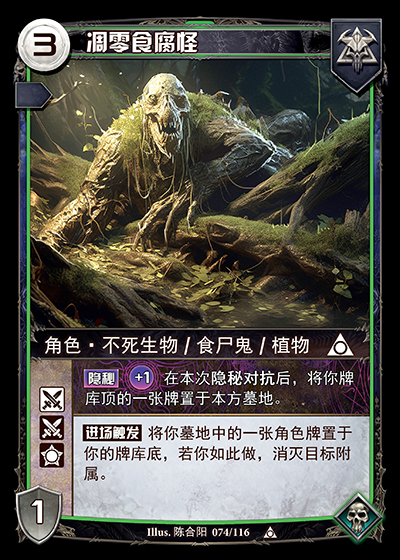 3
凋零食腐怪
角色·不死生物 / 食尸鬼 / 植物
隐秘 +1 在本次隐秘对抗后，将你牌
库顶的一张牌置于本方墓地。
进场触发 将你墓地中的一张角色牌置于
你的牌库底，若你如此做，消灭目标附
属。
1
Illus. 陈合阳 074/116